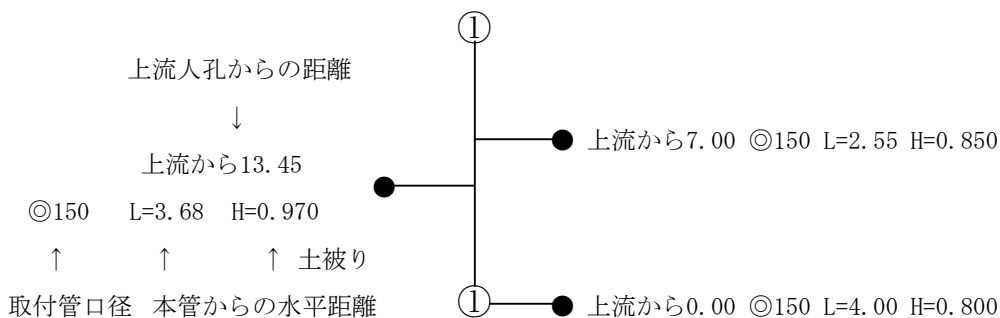 ①
上流人孔からの距離
↓
上流から7.00 ◎150 L=2.55 H=0.850
上流から13.45
◎150 L=3.68 H=0.970
↑ ↑ ↑ 土被り
取付管口径 本管からの水平距離
①
上流から0.00 ◎150 L=4.00 H=0.800